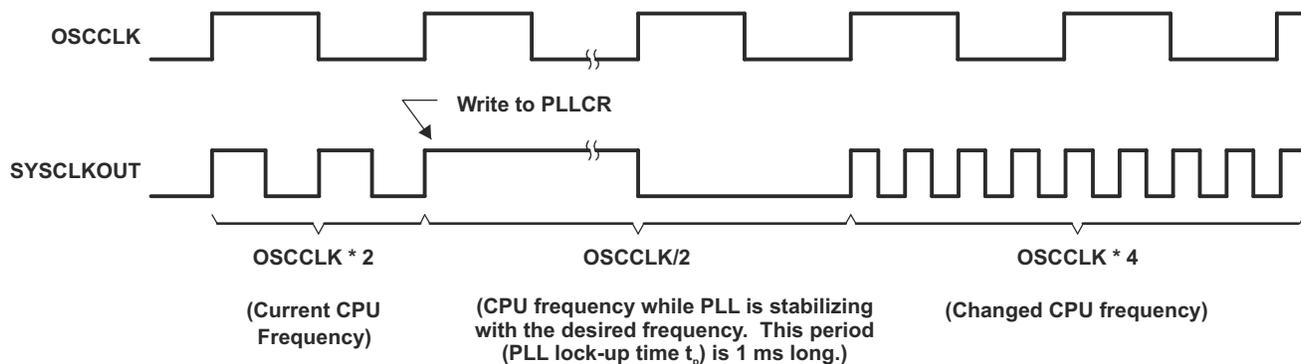 OSCCLK
Write to PLLCR
SYSCLKOUT
OSCCLK * 2
(Current CPU
Frequency)
OSCCLK/2
(CPU frequency while PLL is stabilizing
with the desired frequency. This period
(PLL lock-up time tp) is 1 ms long.)
OSCCLK * 4
(Changed CPU frequency)